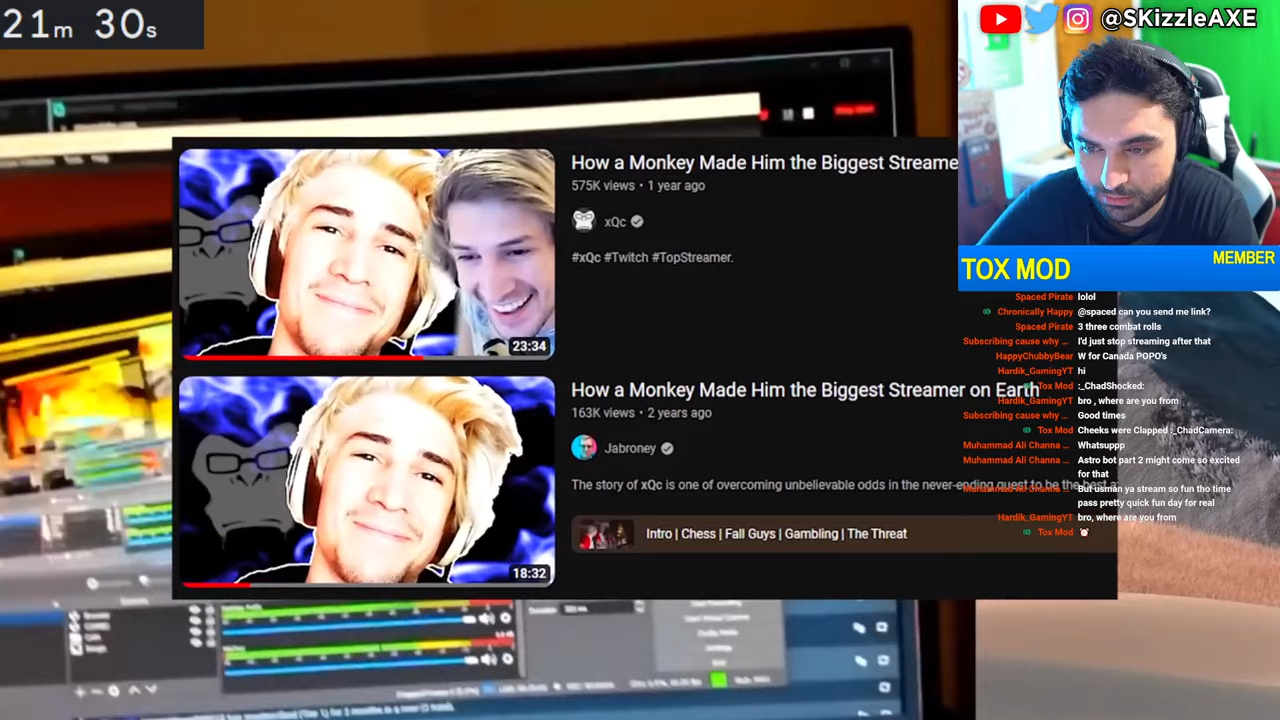 21m 30s
@SKizzleAXE
How a Monkey Made Him the Biggest Streame
575K views • 1 year ago
xQc
#xQc #Twitch #TopStreamer.
23:34
How a Monkey Made Him the Biggest Streamer on Earth
163K views • 2 years ago
Jabroney
The story of xQc is one of overcoming unbelievable odds in the never-ending quest to be the best
Intro | Chess | Fall Guys | Gambling | The Threat
18:32
TOX MOD
MEMBER
Spaced Pirate lolol
Chronically Happy @spaced can you send me link?
Spaced Pirate 3 three combat rolls
Subscribing cause why ... I'd just stop streaming after that
HappyChubbyBear W for Canada POPO's
Hardik_GamingYT hi
Tox Mod :_ChadShocked:
Hardik_GamingYT bro , where are you from
Subscribing cause why ... Good times
Tox Mod Cheeks were Clapped :_ChadCamera:
Muhammad Ali Channa ... Whatsuppp
Muhammad Ali Channa ... Astro bot part 2 might come so excited
for that
Muhammad Ali Channa ... But usman ya stream so fun tho time
pass pretty quick fun day for real
Hardik_GamingYT bro, where are you from
Tox Mod